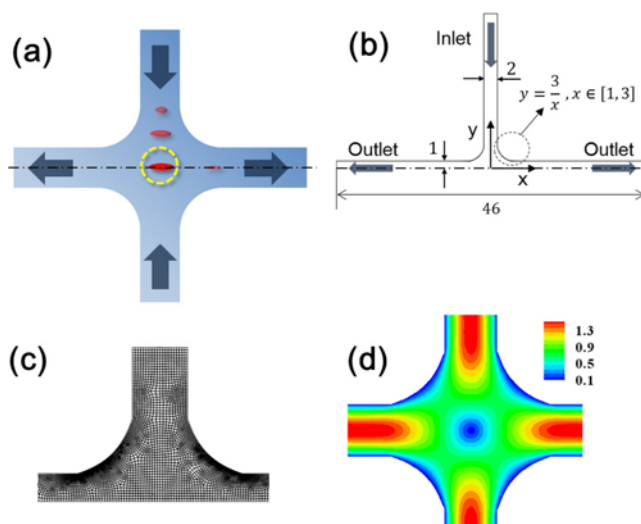 (a)
(b)
Inlet
2
y = 3/x , x ∈ [1, 3]
y
Outlet
1
Outlet
x
46
(c)
(d)
1.3
0.9
0.5
0.1